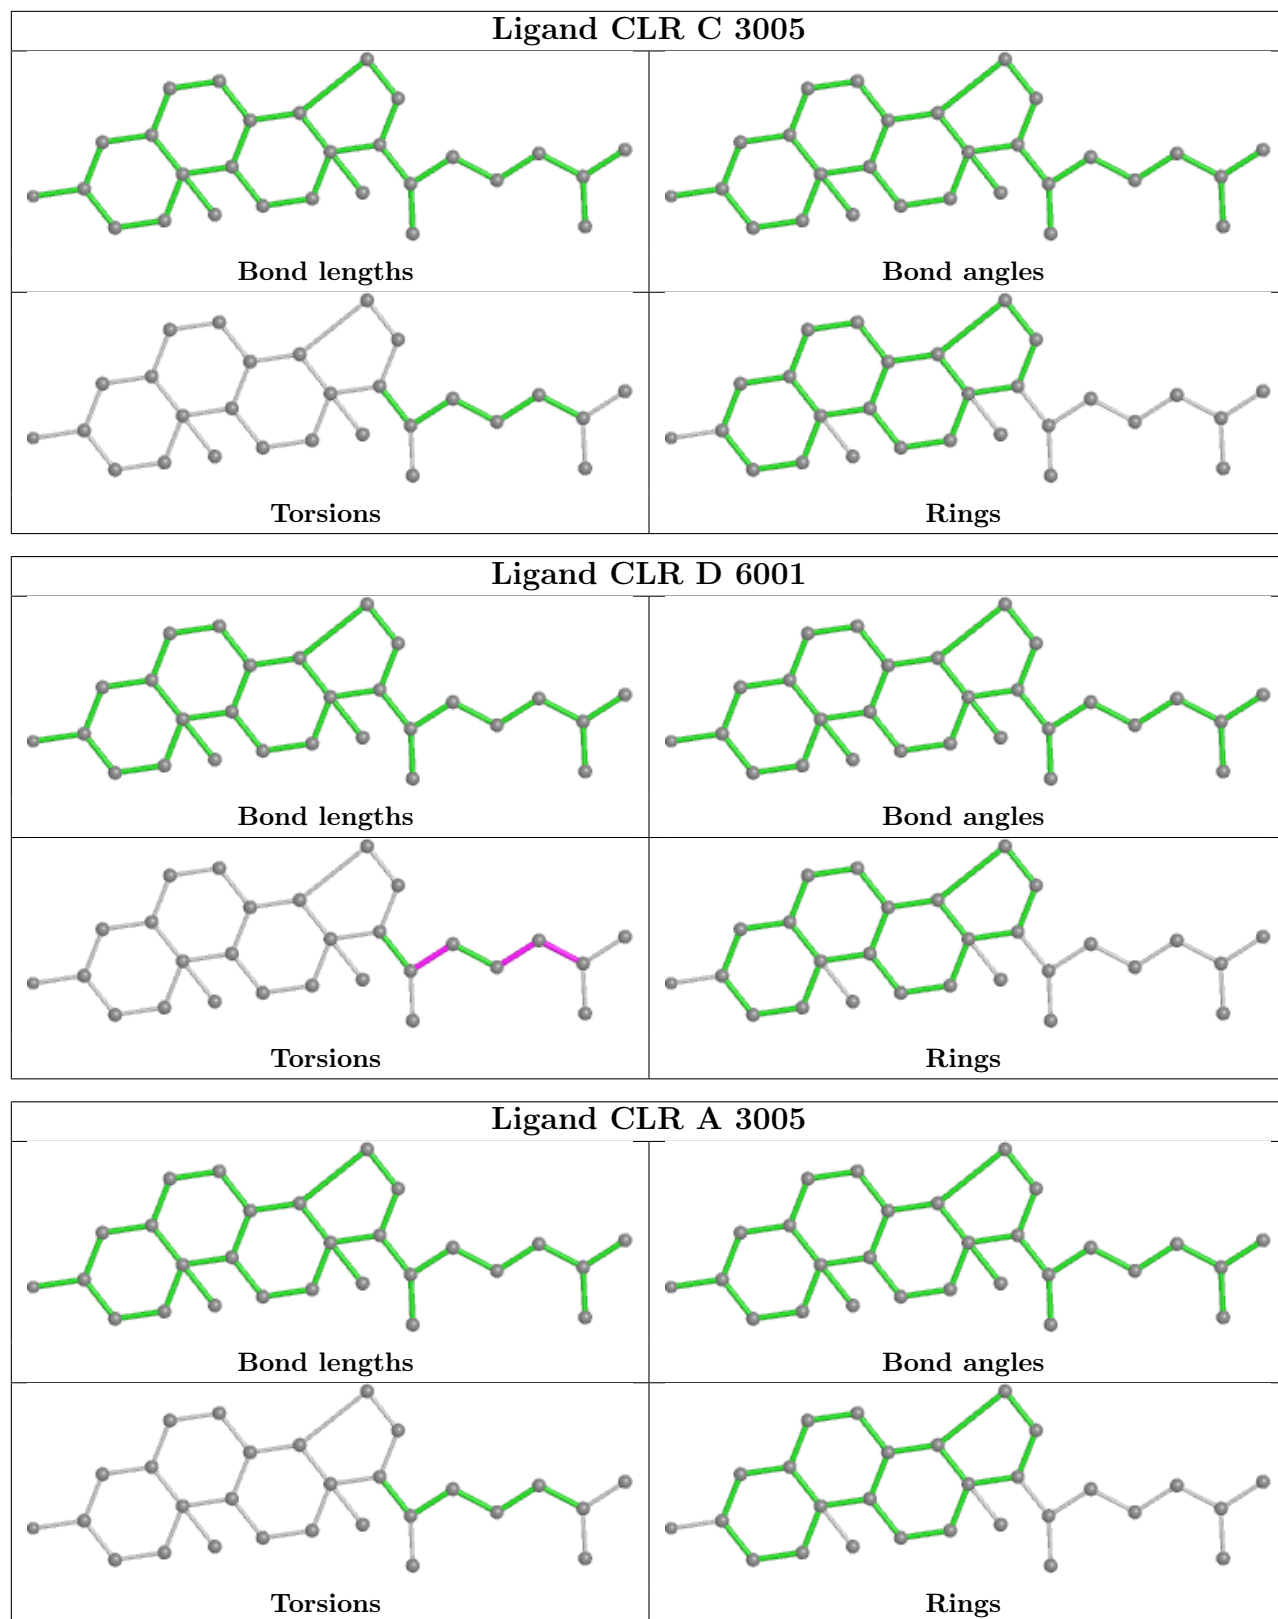 Ligand CLR C 3005
Bond lengths
Bond angles
Torsions
Rings
Ligand CLR D 6001
Bond lengths
Bond angles
Torsions
Rings
Ligand CLR A 3005
Bond lengths
Bond angles
Torsions
Rings